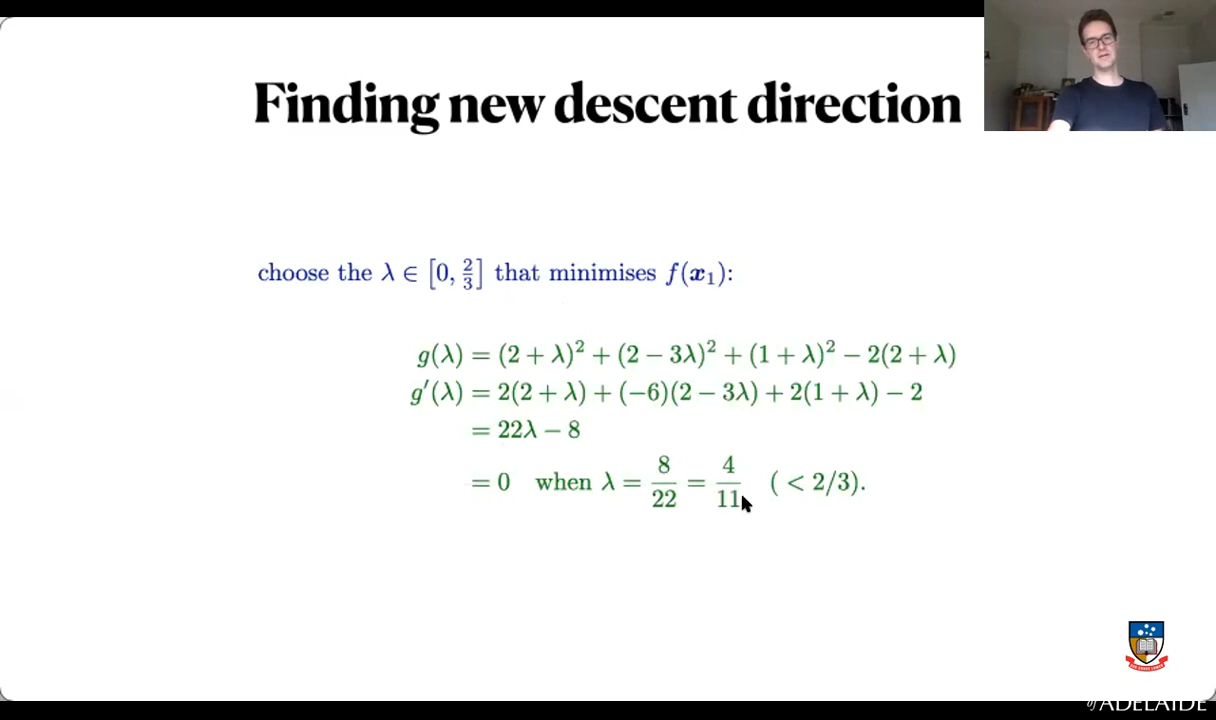 Finding new descent direction
choose the λ ∈ [0, 2/3] that minimises f(x₁):
g(λ) = (2 + λ)² + (2 − 3λ)² + (1 + λ)² − 2(2 + λ)
g′(λ) = 2(2 + λ) + (−6)(2 − 3λ) + 2(1 + λ) − 2
= 22λ − 8
= 0 when λ = 8/22 = 4/11 ( < 2/3).
of ADELAIDE